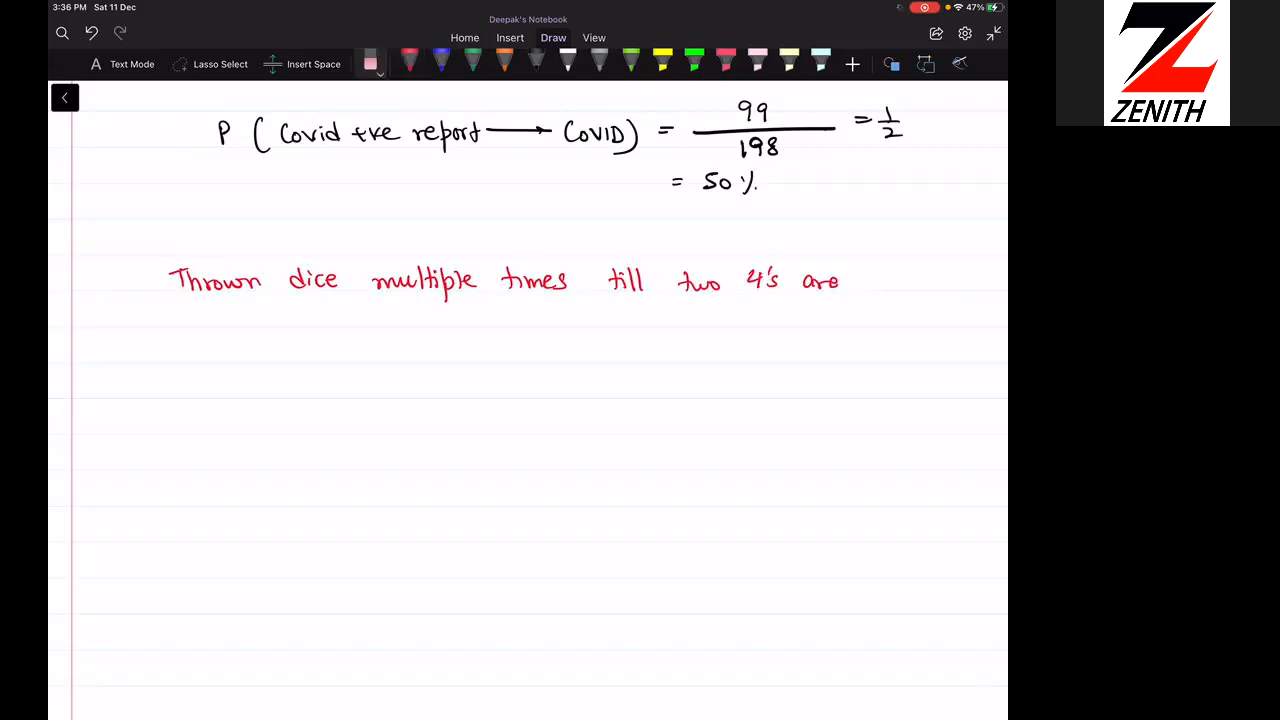 3:36 PM Sat 11 Dec
47%
Deepak's Notebook
Home Insert Draw View
Text Mode Lasso Select Insert Space
P (Covid +ve report → COVID) = 99/198 = 1/2
= 50 %
Thrown dice multiple times till two 4's are
ZENITH